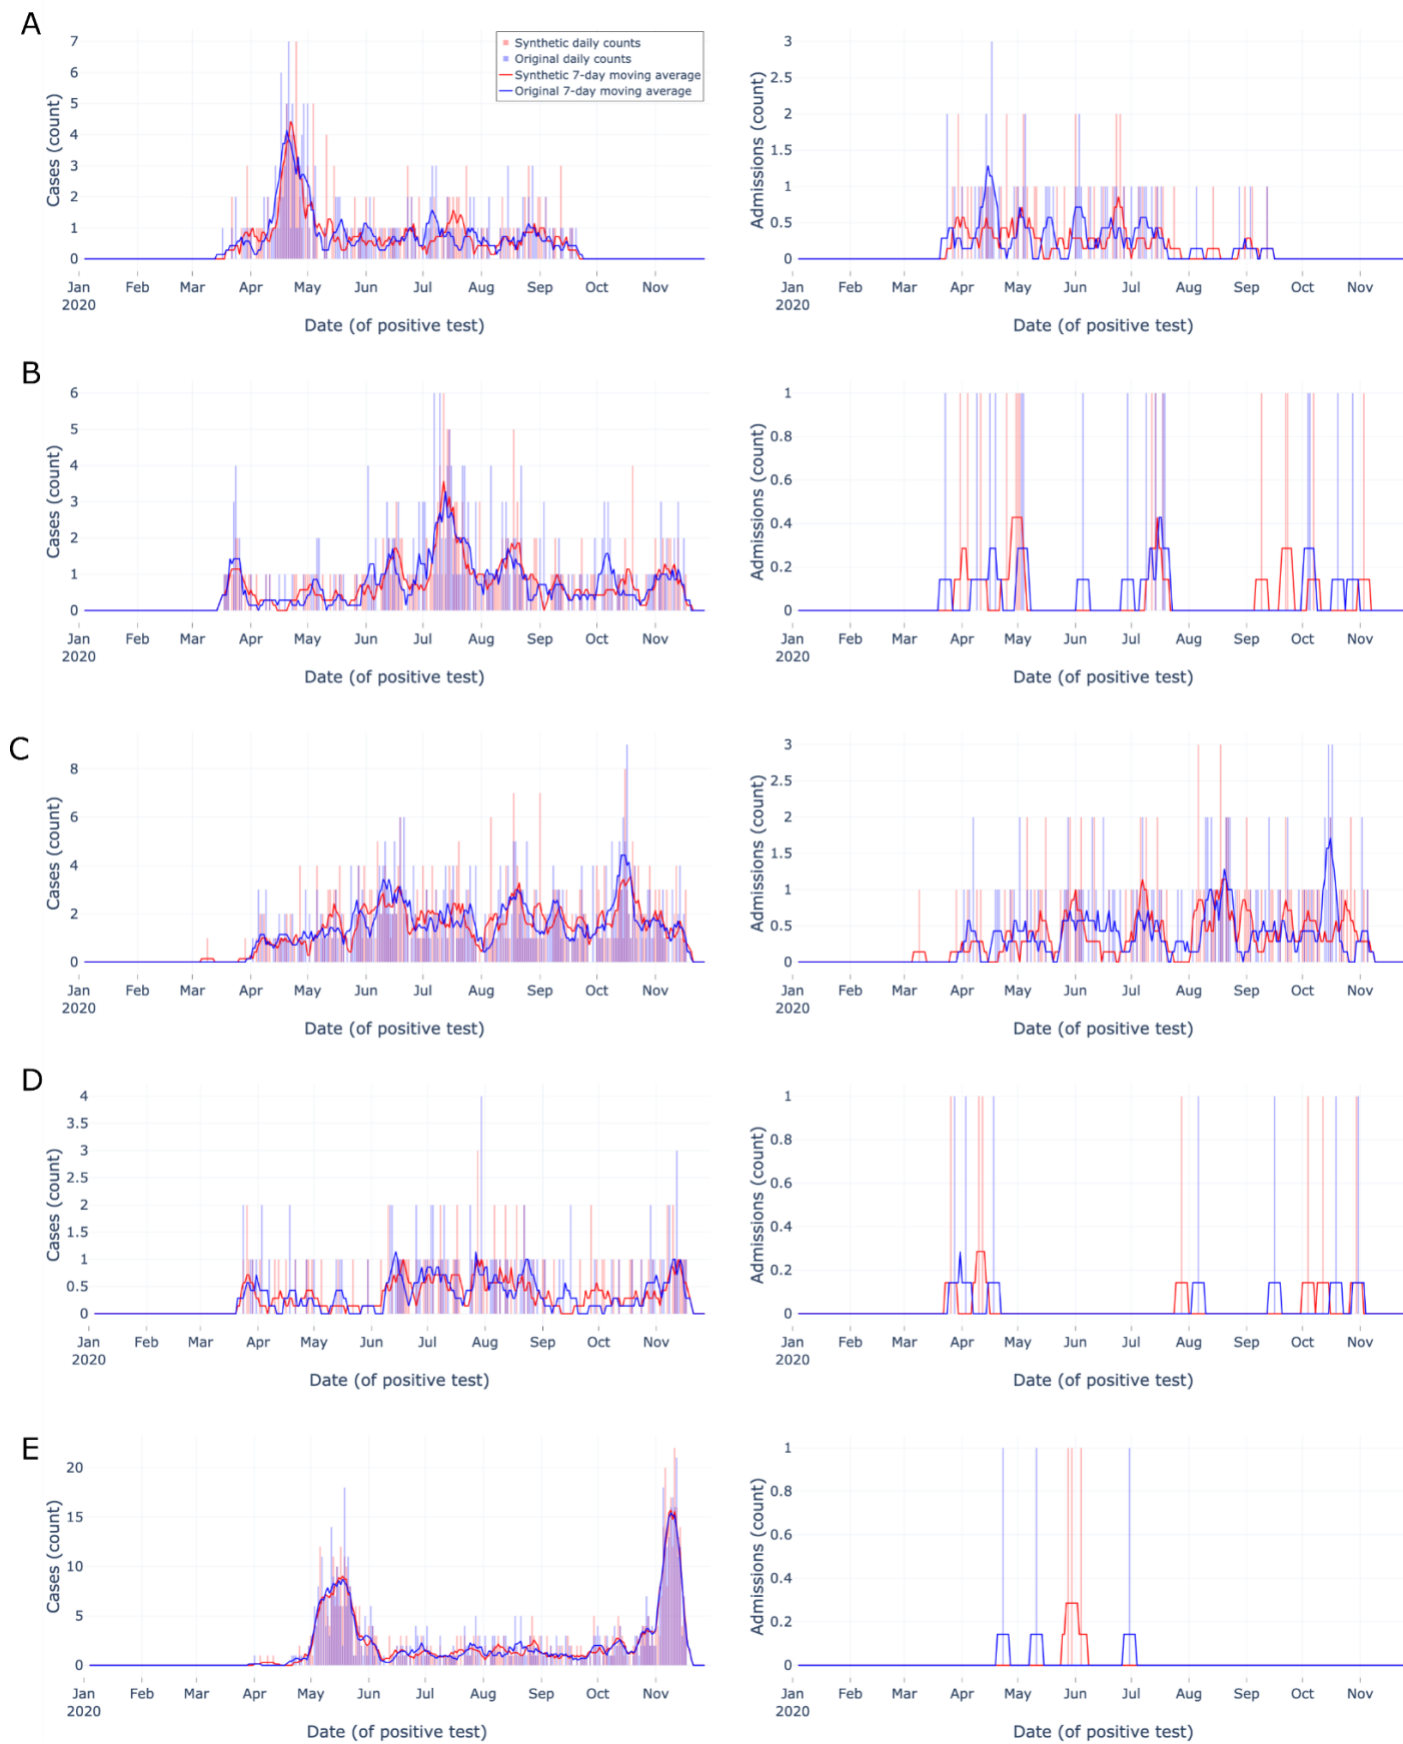 A
7
6
5
4
3
2
1
0
Cases (count)
Synthetic daily counts
Original daily counts
Synthetic 7-day moving average
Original 7-day moving average
Jan Feb Mar Apr May Jun Jul Aug Sep Oct Nov
2020
Date (of positive test)
3
2.5
2
1.5
1
0.5
0
Admissions (count)
Jan Feb Mar Apr May Jun Jul Aug Sep Oct Nov
2020
Date (of positive test)
B
6
5
4
3
2
1
0
Cases (count)
Jan Feb Mar Apr May Jun Jul Aug Sep Oct Nov
2020
Date (of positive test)
1
0.8
0.6
0.4
0.2
0
Admissions (count)
Jan Feb Mar Apr May Jun Jul Aug Sep Oct Nov
2020
Date (of positive test)
C
8
6
4
2
0
Cases (count)
Jan Feb Mar Apr May Jun Jul Aug Sep Oct Nov
2020
Date (of positive test)
3
2.5
2
1.5
1
0.5
0
Admissions (count)
Jan Feb Mar Apr May Jun Jul Aug Sep Oct Nov
2020
Date (of positive test)
D
4
3.5
3
2.5
2
1.5
1
0.5
0
Cases (count)
Jan Feb Mar Apr May Jun Jul Aug Sep Oct Nov
2020
Date (of positive test)
1
0.8
0.6
0.4
0.2
0
Admissions (count)
Jan Feb Mar Apr May Jun Jul Aug Sep Oct Nov
2020
Date (of positive test)
E
20
15
10
5
0
Cases (count)
Jan Feb Mar Apr May Jun Jul Aug Sep Oct Nov
2020
Date (of positive test)
1
0.8
0.6
0.4
0.2
0
Admissions (count)
Jan Feb Mar Apr May Jun Jul Aug Sep Oct Nov
2020
Date (of positive test)